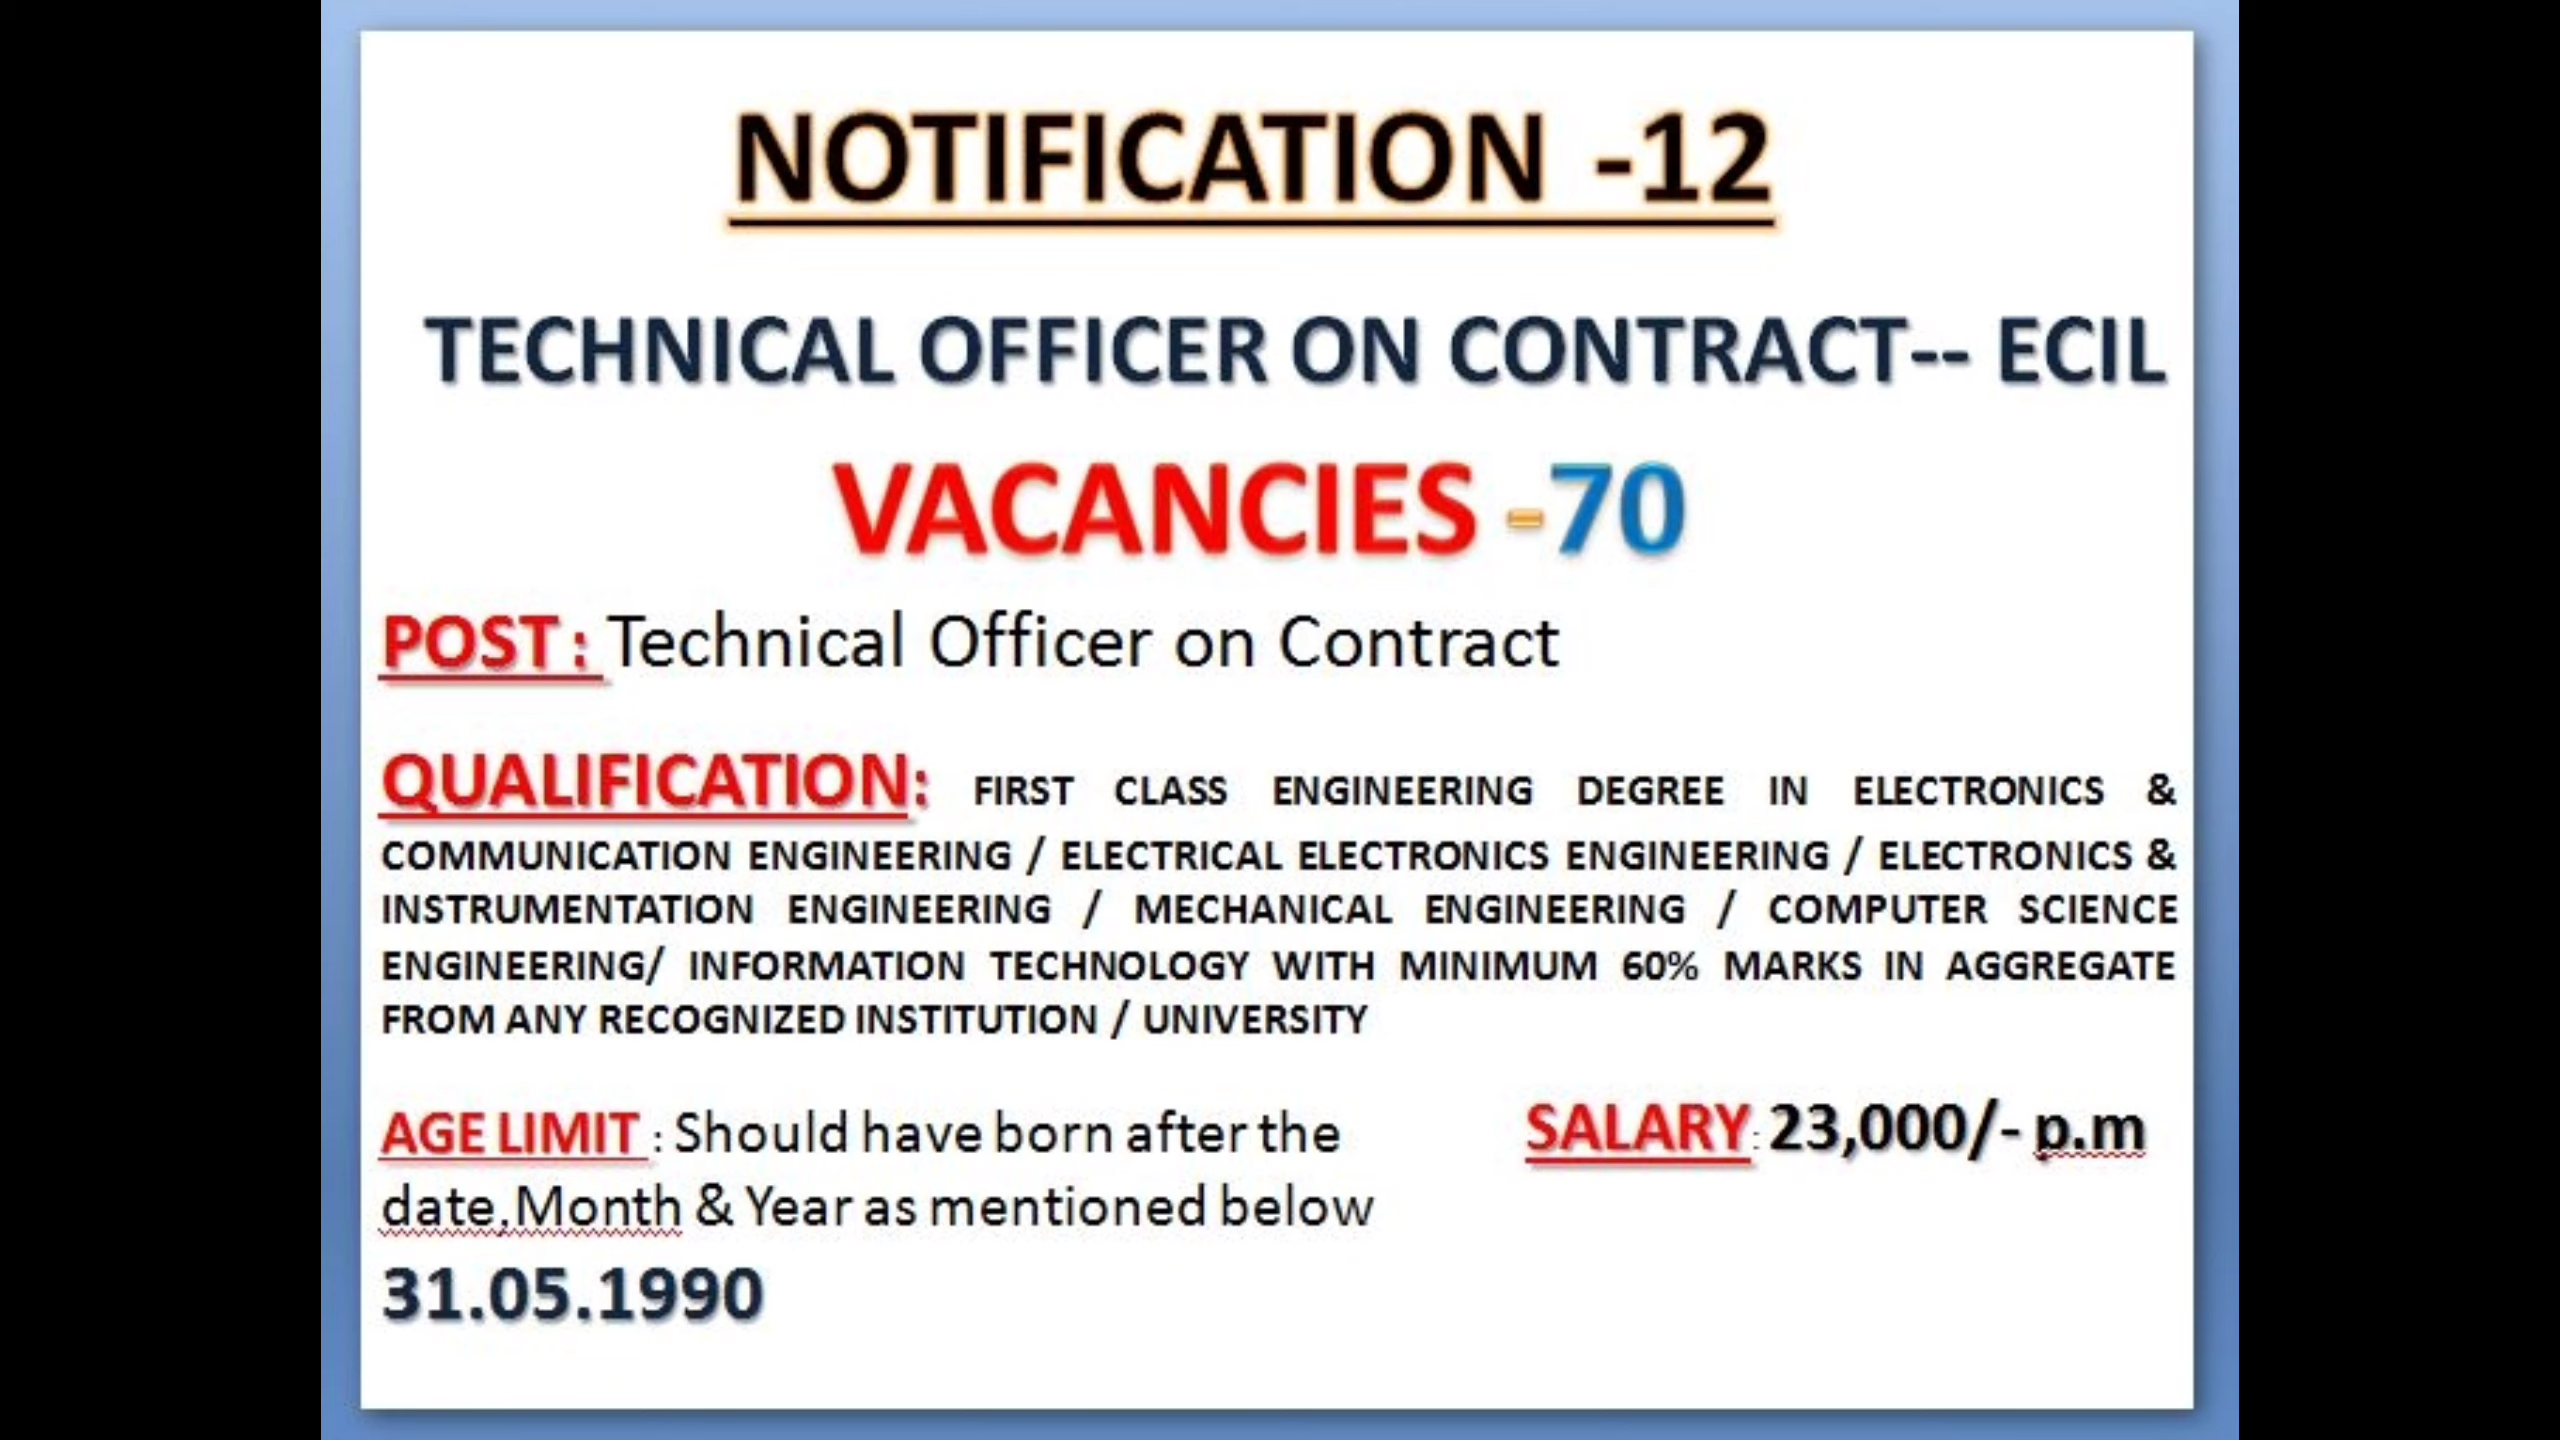 NOTIFICATION -12
TECHNICAL OFFICER ON CONTRACT-- ECIL
VACANCIES -70
POST : Technical Officer on Contract
QUALIFICATION: FIRST CLASS ENGINEERING DEGREE IN ELECTRONICS &
COMMUNICATION ENGINEERING / ELECTRICAL ELECTRONICS ENGINEERING / ELECTRONICS &
INSTRUMENTATION ENGINEERING / MECHANICAL ENGINEERING / COMPUTER SCIENCE
ENGINEERING/ INFORMATION TECHNOLOGY WITH MINIMUM 60% MARKS IN AGGREGATE
FROM ANY RECOGNIZED INSTITUTION / UNIVERSITY
AGE LIMIT : Should have born after the
date,Month & Year as mentioned below
31.05.1990
SALARY: 23,000/- p.m